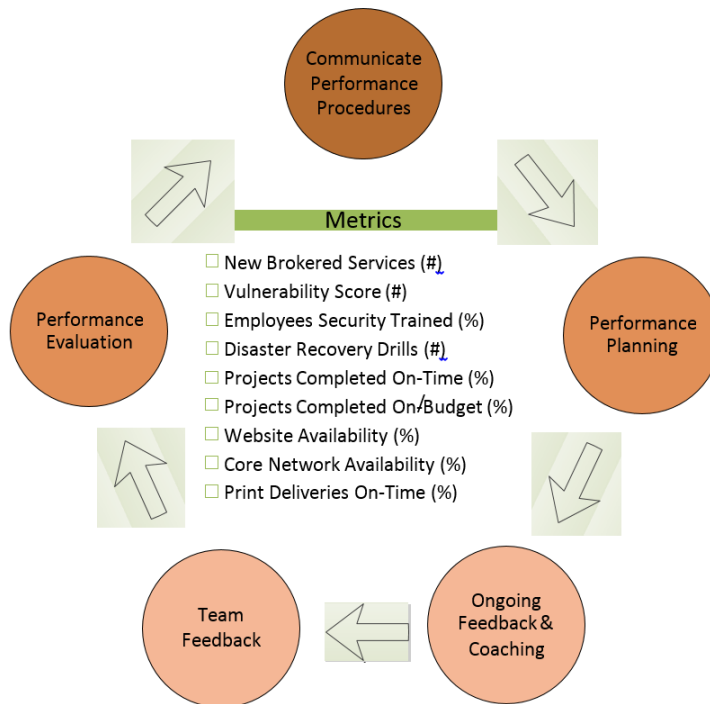 Communicate
Performance
Procedures
Metrics
New Brokered Services (#)
Vulnerability Score (#)
Employees Security Trained (%)
Disaster Recovery Drills (#)
Projects Completed On-Time (%)
Projects Completed On/Budget (%)
Website Availability (%)
Core Network Availability (%)
Print Deliveries On-Time (%)
Performance
Evaluation
Performance
Planning
Team
Feedback
Ongoing
Feedback &
Coaching